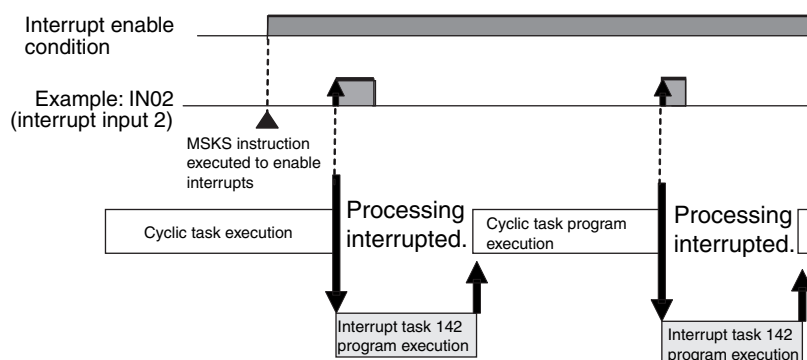 Interrupt enable
condition
Example: IN02
(interrupt input 2)
MSKS instruction
executed to enable
interrupts
Cyclic task execution
Processing
interrupted.
Cyclic task program
execution
Processing
interrupted.
Interrupt task 142
program execution
Interrupt task 142
program execution